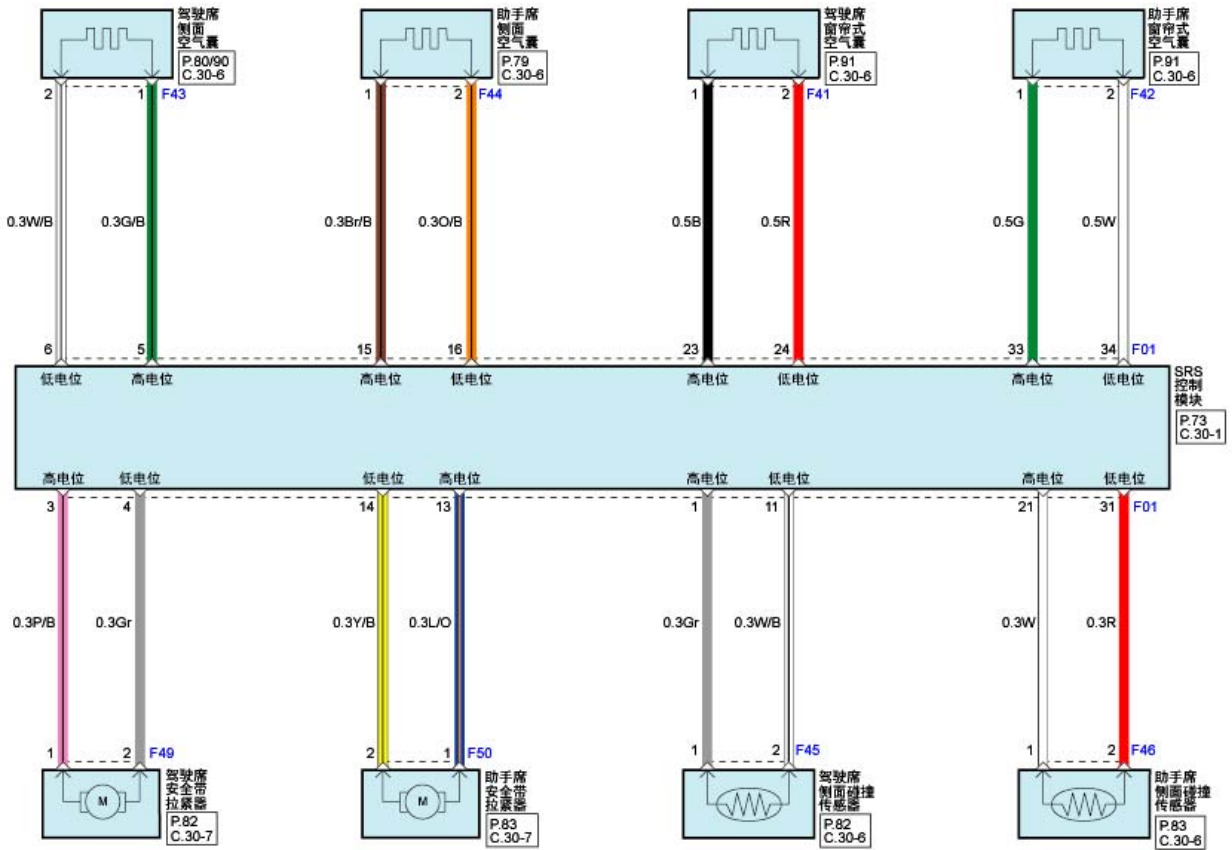 驾驶席
侧面
空气囊
P.80/90
C.30-6
助手席
侧面
空气囊
P.79
C.30-6
驾驶席
窗帘式
空气囊
P.91
C.30-6
助手席
窗帘式
空气囊
P.91
C.30-6
2 1 F43 1 2 F44 1 2 F41 1 2 F42
0.3W/B 0.3G/B 0.3Br/B 0.3O/B 0.5B 0.5R 0.5G 0.5W
6 5 15 16 23 24 33 34 F01
低电位 高电位 高电位 低电位 高电位 低电位 高电位 低电位
SRS
控制
模块
P.73
C.30-1
高电位 低电位 低电位 高电位 高电位 低电位 高电位 低电位
3 4 14 13 1 11 21 31 F01
0.3P/B 0.3Gr 0.3Y/B 0.3L/O 0.3Gr 0.3W/B 0.3W 0.3R
1 2 F49 2 1 F50 1 2 F45 1 2 F46
M
驾驶席
安全带
拉紧器
P.82
C.30-7
M
助手席
安全带
拉紧器
P.83
C.30-7
驾驶席
侧面碰撞
传感器
P.82
C.30-6
助手席
侧面碰撞
传感器
P.83
C.30-6